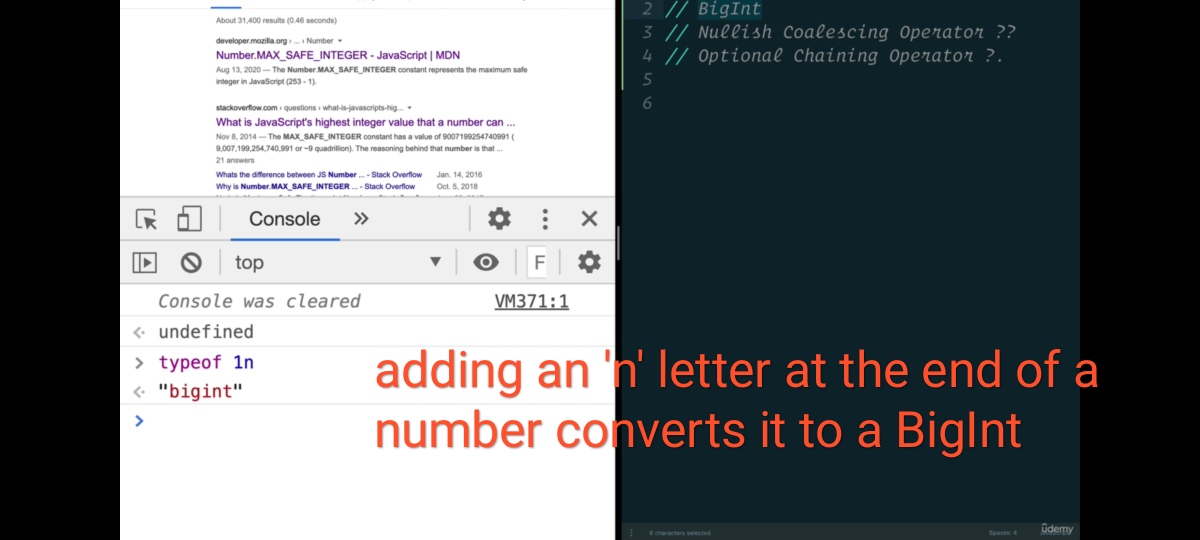 About 31,400 results (0.46 seconds)
developer.mozilla.org › ... › Number
Number.MAX_SAFE_INTEGER - JavaScript | MDN
Aug 13, 2020 — The Number.MAX_SAFE_INTEGER constant represents the maximum safe
integer in JavaScript (253 - 1).
stackoverflow.com › questions › what-is-javascripts-hig...
What is JavaScript's highest integer value that a number can ...
Nov 8, 2014 — The MAX_SAFE_INTEGER constant has a value of 9007199254740991 (
9,007,199,254,740,991 or ~9 quadrillion). The reasoning behind that number is that ...
21 answers
Whats the difference between JS Number ... - Stack Overflow Jan. 14, 2016
Why is Number.MAX_SAFE_INTEGER ... - Stack Overflow Oct. 5, 2018
Console
top
F
Console was cleared VM371:1
undefined
typeof 1n
"bigint"
2 // BigInt
3 // Nullish Coalescing Operator ??
4 // Optional Chaining Operator ?.
5
6
adding an 'n' letter at the end of a
number converts it to a BigInt
6 characters selected Spaces: 4
ûdemy